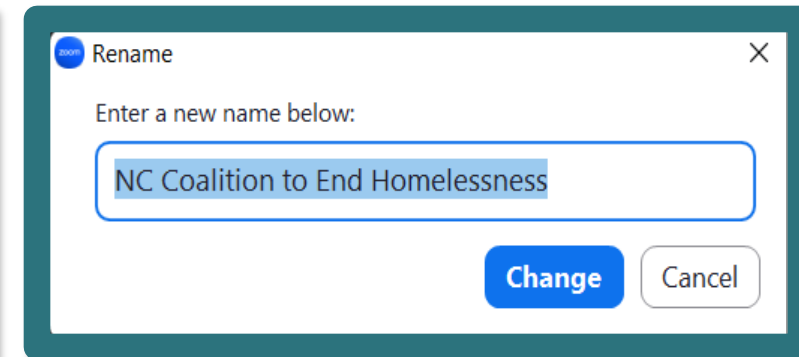 zoom Rename
Enter a new name below:
NC Coalition to End Homelessness
Change Cancel